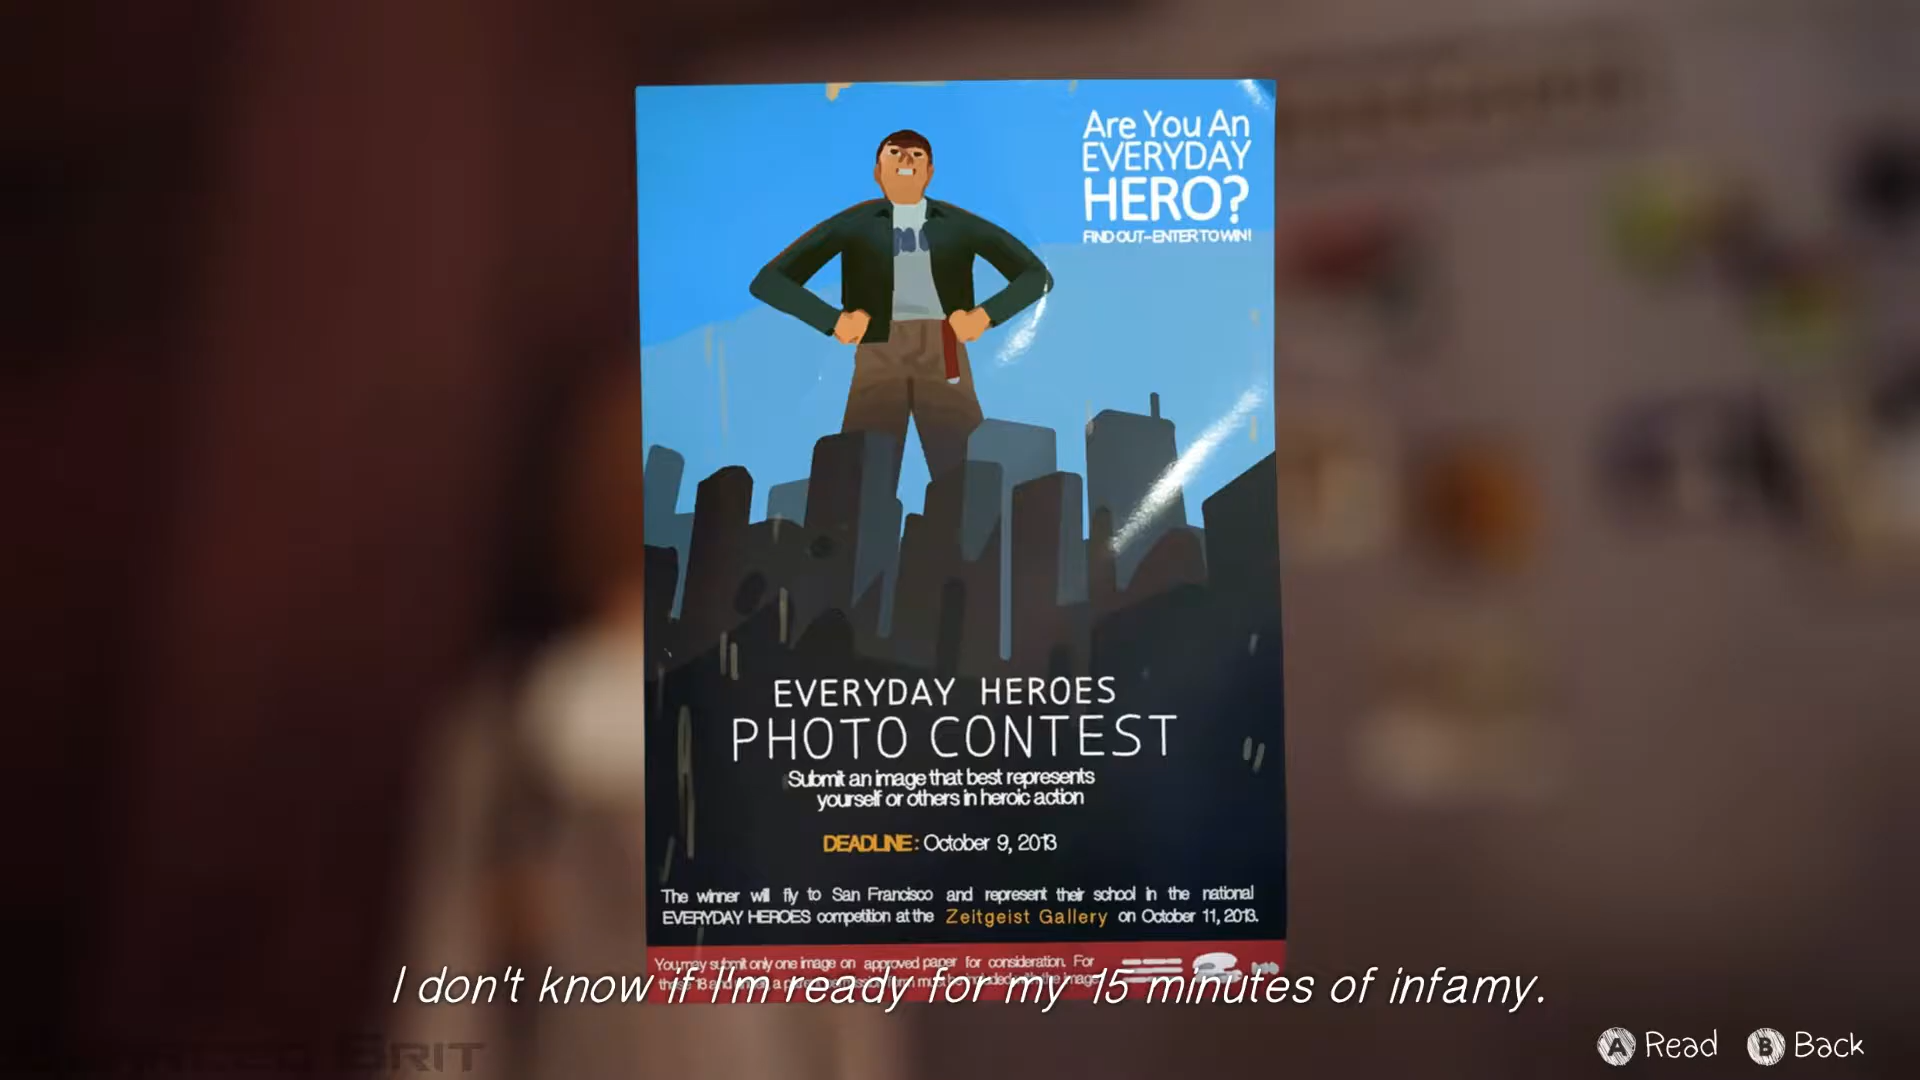 Are You An
EVERYDAY
HERO?
FIND OUT--ENTER TO WIN!
EVERYDAY HEROES
PHOTO CONTEST
Submit an image that best represents
yourself or others in heroic action
DEADLINE: October 9, 2013
The winner will fly to San Francisco and represent their school in the national
EVERYDAY HEROES competition at the Zeitgeist Gallery on October 11, 2013.
You may submit only one image on approved paper for consideration. For
I don't know if I'm ready for my 15 minutes of infamy.
A Read B Back
BRIT